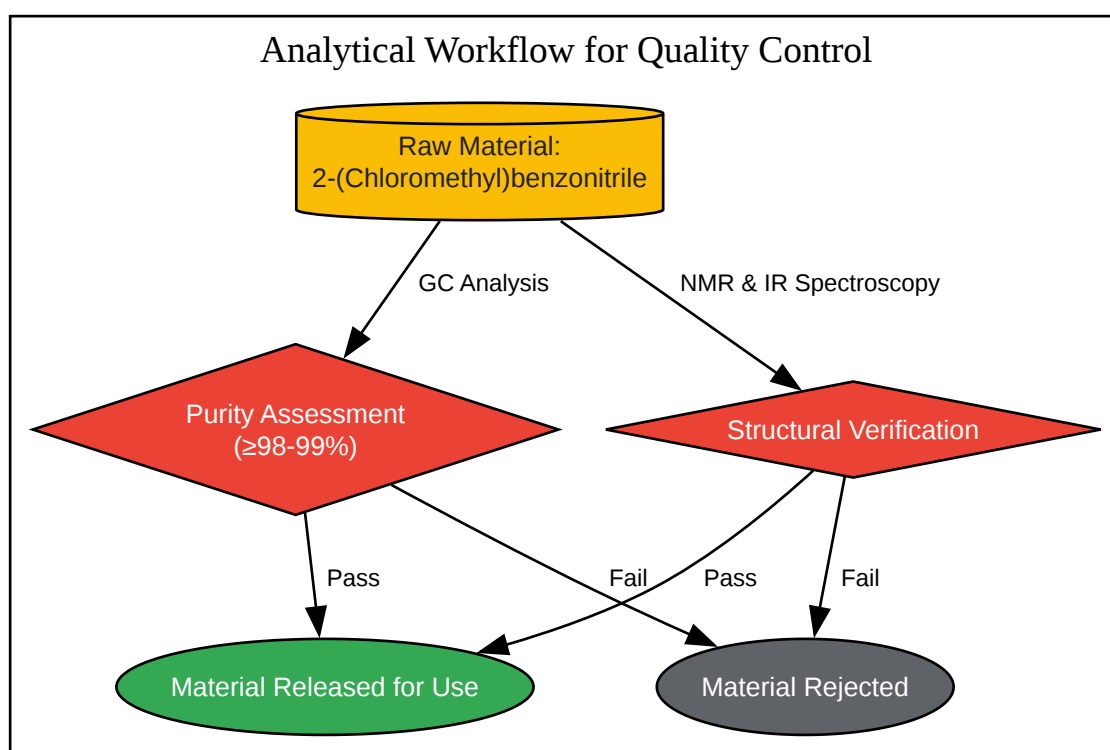 Analytical Workflow for Quality Control
Raw Material:
2-(Chloromethyl)benzonitrile
GC Analysis
NMR & IR Spectroscopy
Purity Assessment
(≥98-99%)
Structural Verification
Pass
Fail
Pass
Fail
Material Released for Use
Material Rejected